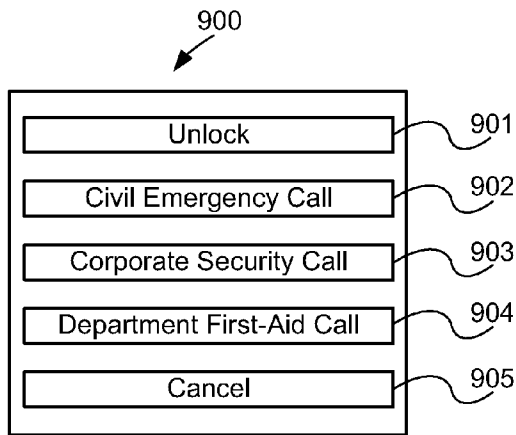 900
Unlock 901
Civil Emergency Call 902
Corporate Security Call 903
Department First-Aid Call 904
Cancel 905